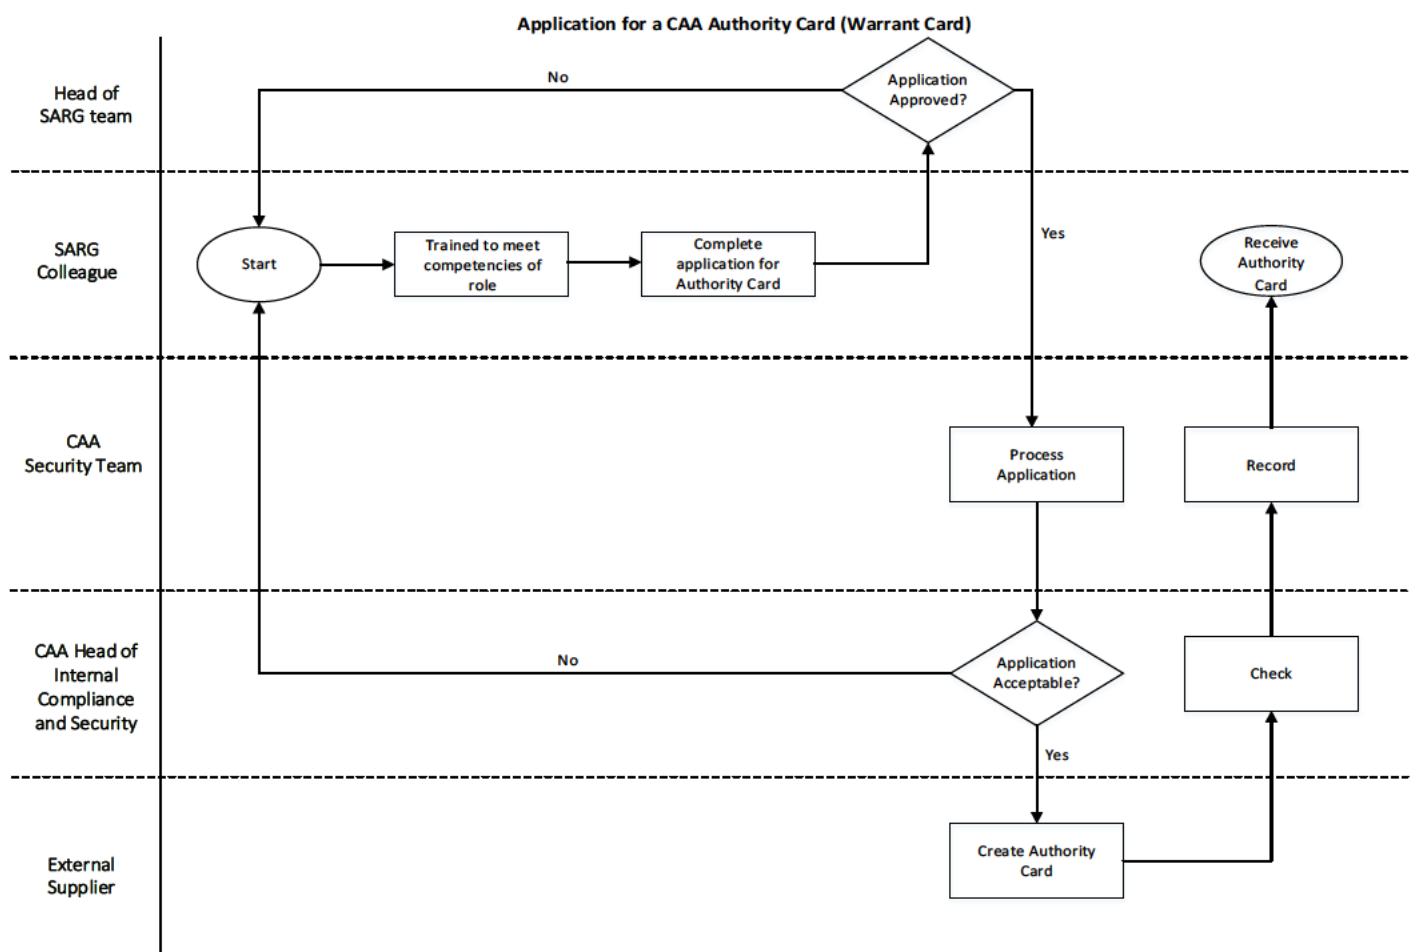 Application for a CAA Authority Card (Warrant Card)
Head of
SARG team
No
Application
Approved?
SARG
Colleague
Start
Trained to meet
competencies of
role
Complete
application for
Authority Card
Yes
Receive
Authority
Card
CAA
Security Team
Process
Application
Record
CAA Head of
Internal
Compliance
and Security
No
Application
Acceptable?
Check
Yes
External
Supplier
Create Authority
Card